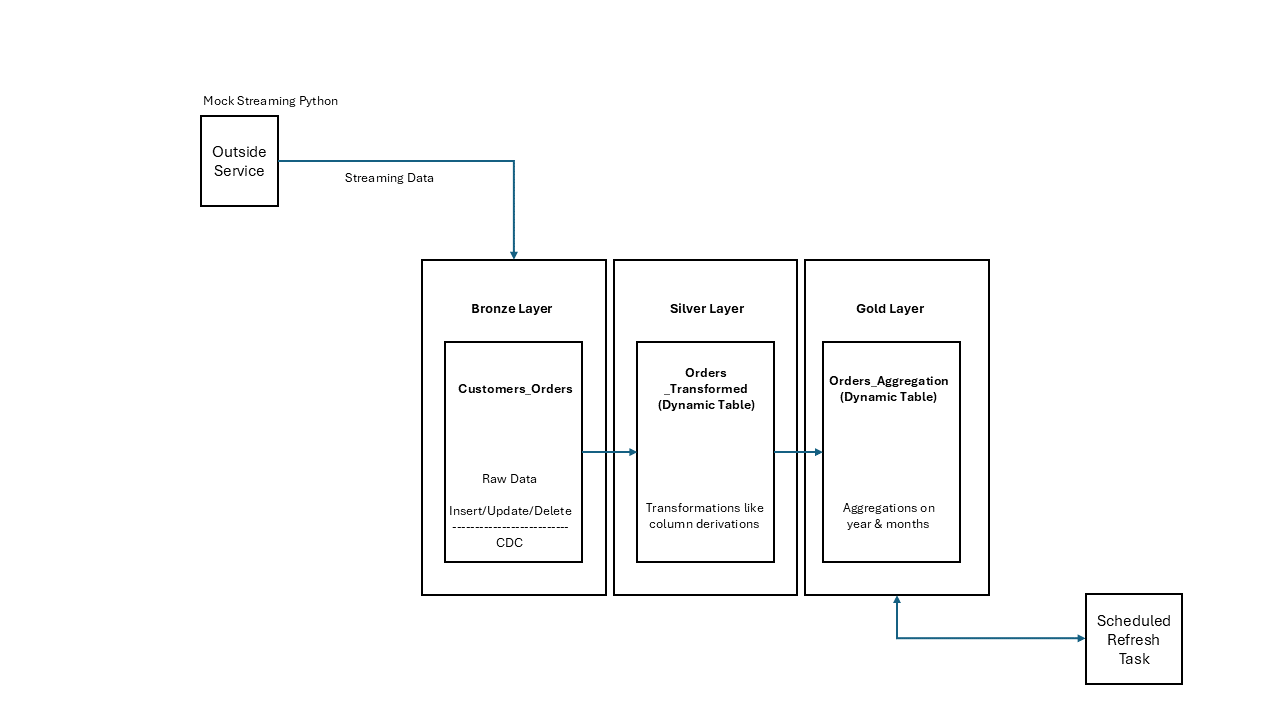 Mock Streaming Python
Outside
Service
Streaming Data
Bronze Layer
Customers_Orders
Raw Data
Insert/Update/Delete
--------------------------
CDC
Silver Layer
Orders
_Transformed
(Dynamic Table)
Transformations like
column derivations
Gold Layer
Orders_Aggregation
(Dynamic Table)
Aggregations on
year & months
Scheduled
Refresh
Task